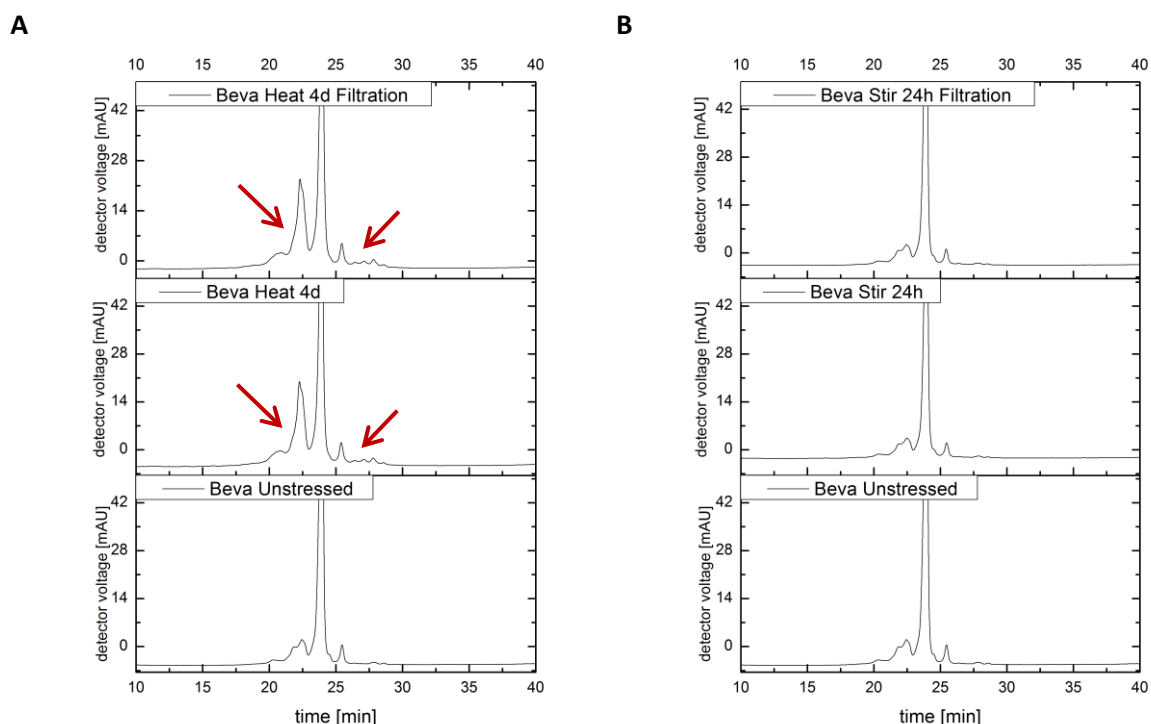 A
B
10 15 20 25 30 35 40
Beva Heat 4d Filtration
detector voltage [mAU]
42
28
14
0
Beva Heat 4d
detector voltage [mAU]
42
28
14
0
Beva Unstressed
detector voltage [mAU]
42
28
14
0
10 15 20 25 30 35 40
time [min]
10 15 20 25 30 35 40
Beva Stir 24h Filtration
detector voltage [mAU]
42
28
14
0
Beva Stir 24h
detector voltage [mAU]
42
28
14
0
Beva Unstressed
detector voltage [mAU]
42
28
14
0
10 15 20 25 30 35 40
time [min]